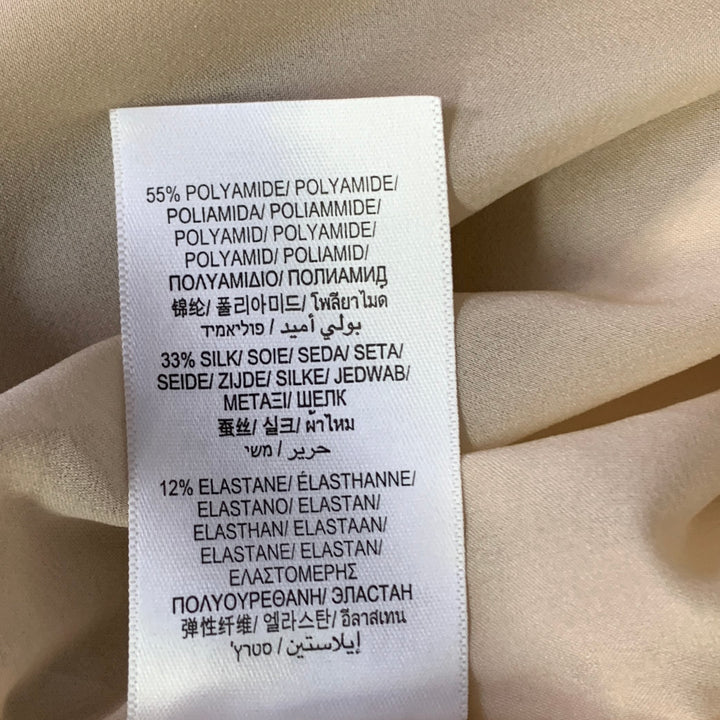 55% POLYAMIDE/ POLYAMIDE/
POLIAMIDA/ POLIAMMIDE/
POLYAMID/ POLYAMIDE/
POLYAMID/ POLIAMID/
ΠΟΛΥΑΜΙΔΙΟ/ ПОЛИАМИД
锦纶/ 폴리아미드/ โพลียาไมด
بولي أميد / פוליאמיד
33% SILK/ SOIE/ SEDA/ SETA/
SEIDE/ ZIJDE/ SILKE/ JEDWAB/
ΜΕΤΑΞΙ/ ШЕЛК
蚕丝/ 실크/ ผ้าไหม
حرير / משי
12% ELASTANE/ ÉLASTHANNE/
ELASTANO/ ELASTAN/
ELASTHAN/ ELASTAAN/
ELASTANE/ ELASTAN/
ΕΛΑΣΤΟΜΕΡΗΣ
ΠΟΛΥΟΥΡΕΘΑΝΗ/ ЭЛАСТАН
弹性纤维/ 엘라스탄/ อีลาสเทน
إيلاستين / סטרץ'